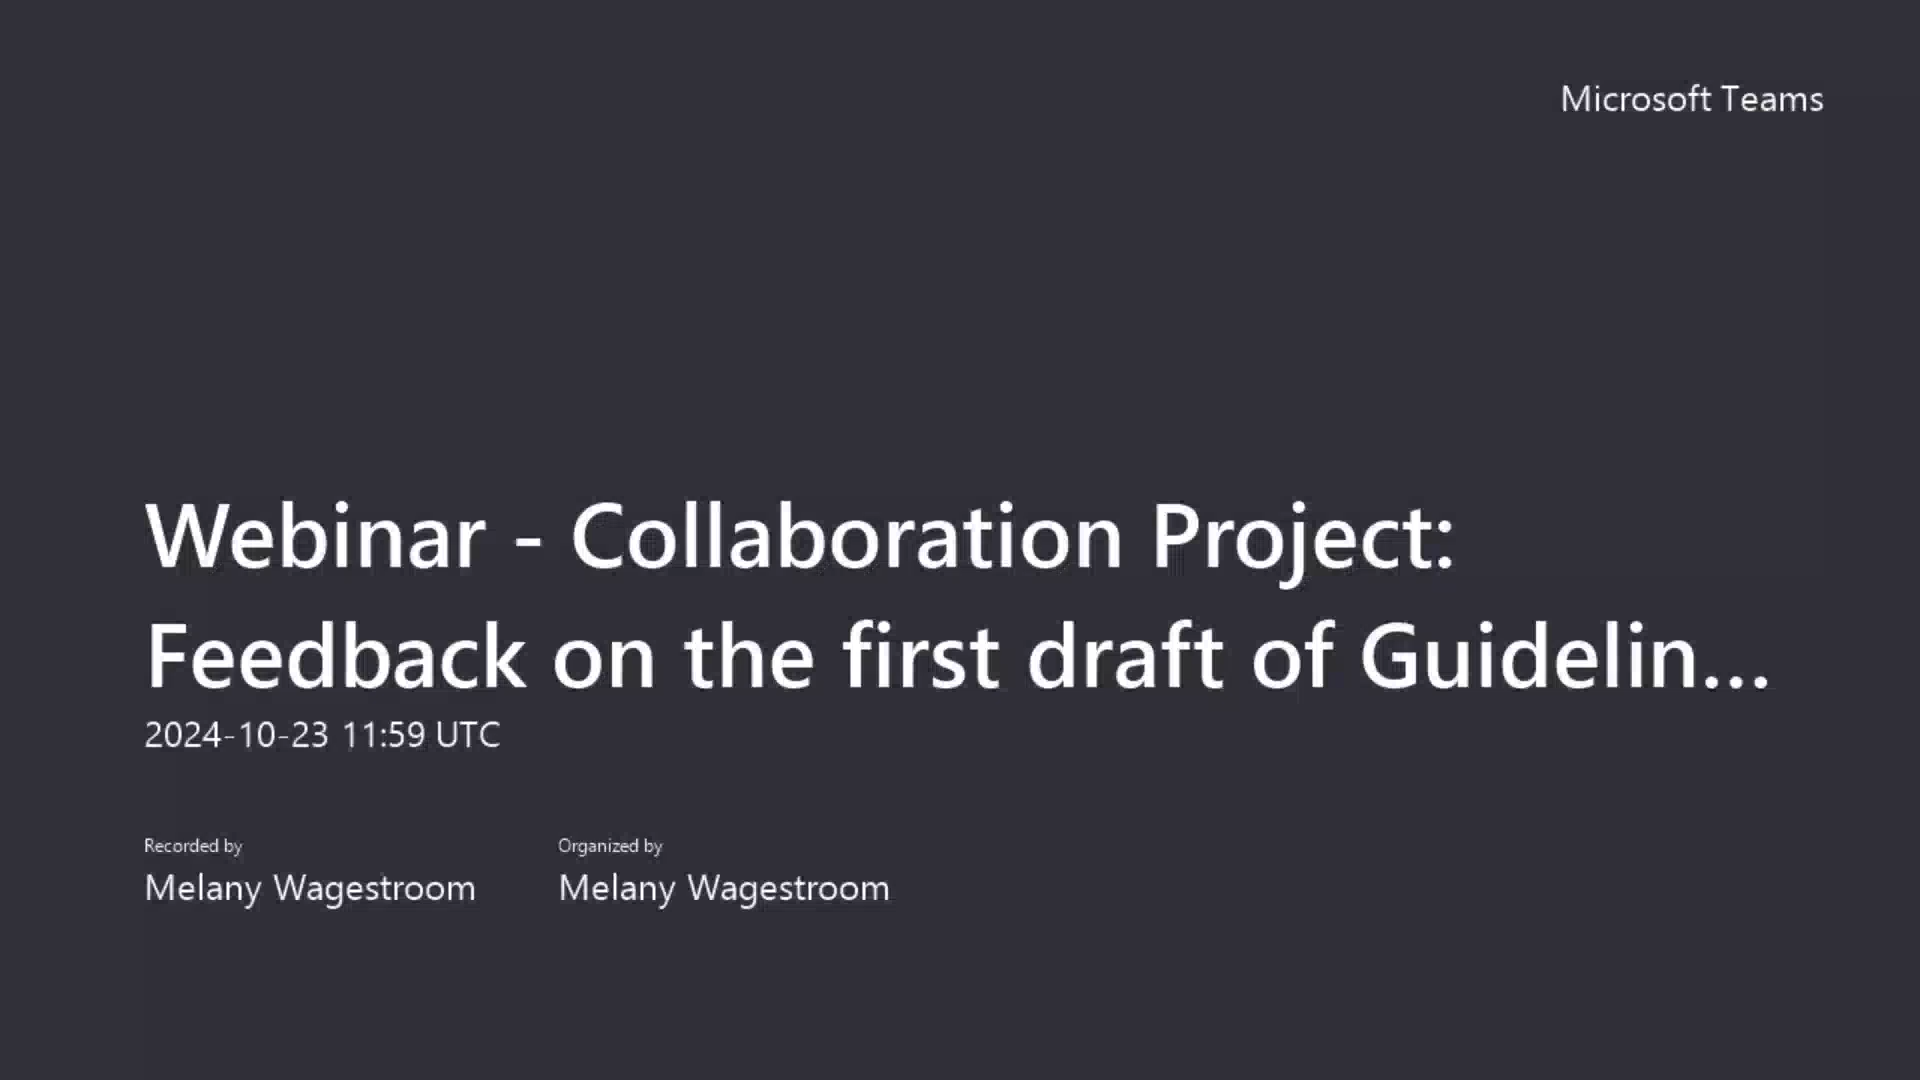 Microsoft Teams
Webinar - Collaboration Project:
Feedback on the first draft of Guidelin...
2024-10-23 11:59 UTC
Recorded by
Melany Wagestroom
Organized by
Melany Wagestroom